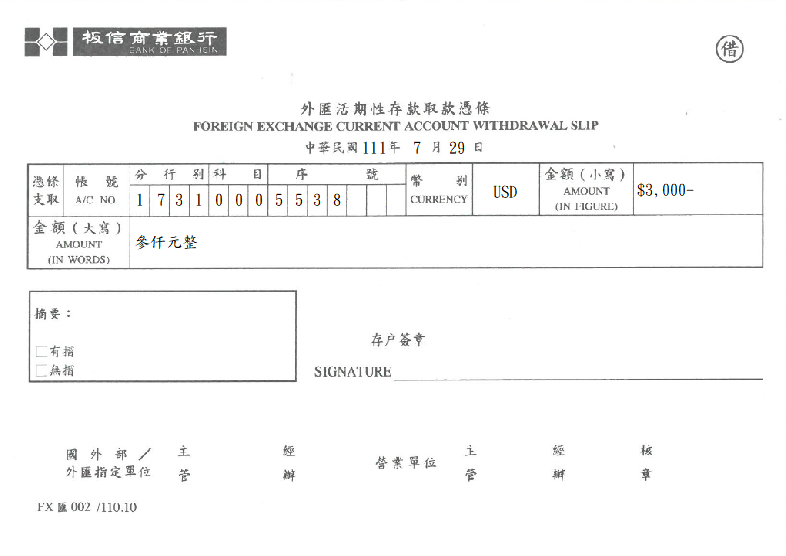 板信商業銀行
BANK OF PANHSIN
借
外匯活期性存款取款憑條
FOREIGN EXCHANGE CURRENT ACCOUNT WITHDRAWAL SLIP
中華民國111年 7 月 29 日
憑條支取 帳 號 A/C NO. 分 行 別 科 目 序 號 1 7 3 1 0 0 0 5 5 3 8 幣 別 CURRENCY USD 金額(小寫) AMOUNT (IN FIGURE) $3,000-
金額(大寫) AMOUNT (IN WORDS) 參仟元整
摘要:
□有摺
□無摺
存戶簽章
SIGNATURE
國外部/外匯指定單位 主管 經辦 營業單位 主管 經辦 核章
FX 匯 002 /110.10